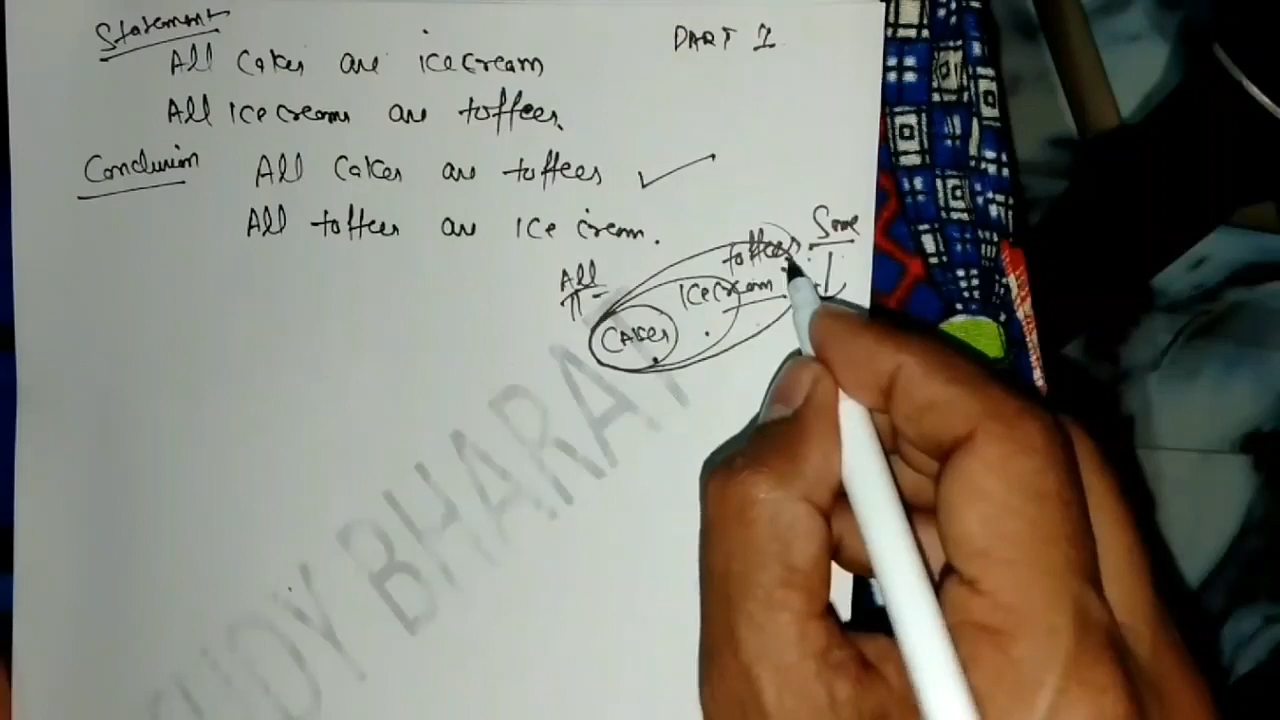 Statement
PART 1
All Cakes are icecream
All Icecreams are toffees.
Conclusion All Cakes are toffees ✓
All toffees are Ice cream.
Some
toffees
All
Icecream
Cakes
STUDY BHARAT